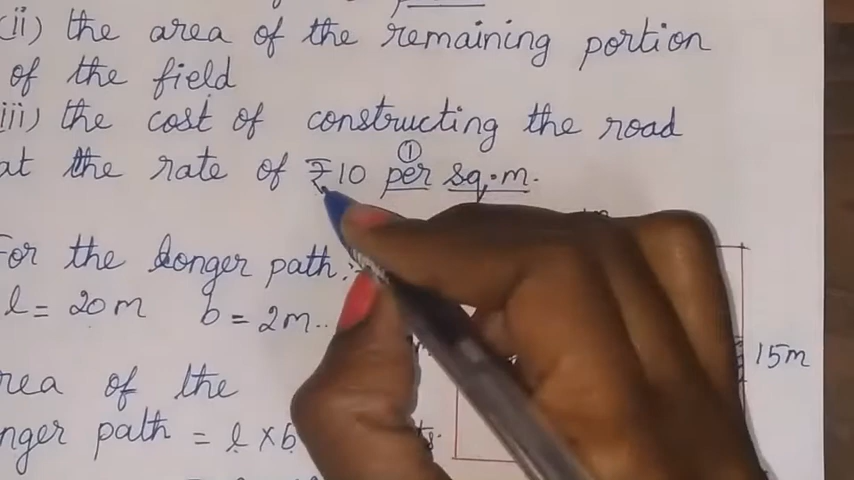 (ii) the area of the remaining portion
of the field
iii) the cost of constructing the road
at the rate of ₹10 per sq.m.
①
For the longer path:-
l = 20m b = 2m..
15m
rea of the
nger path = l×b